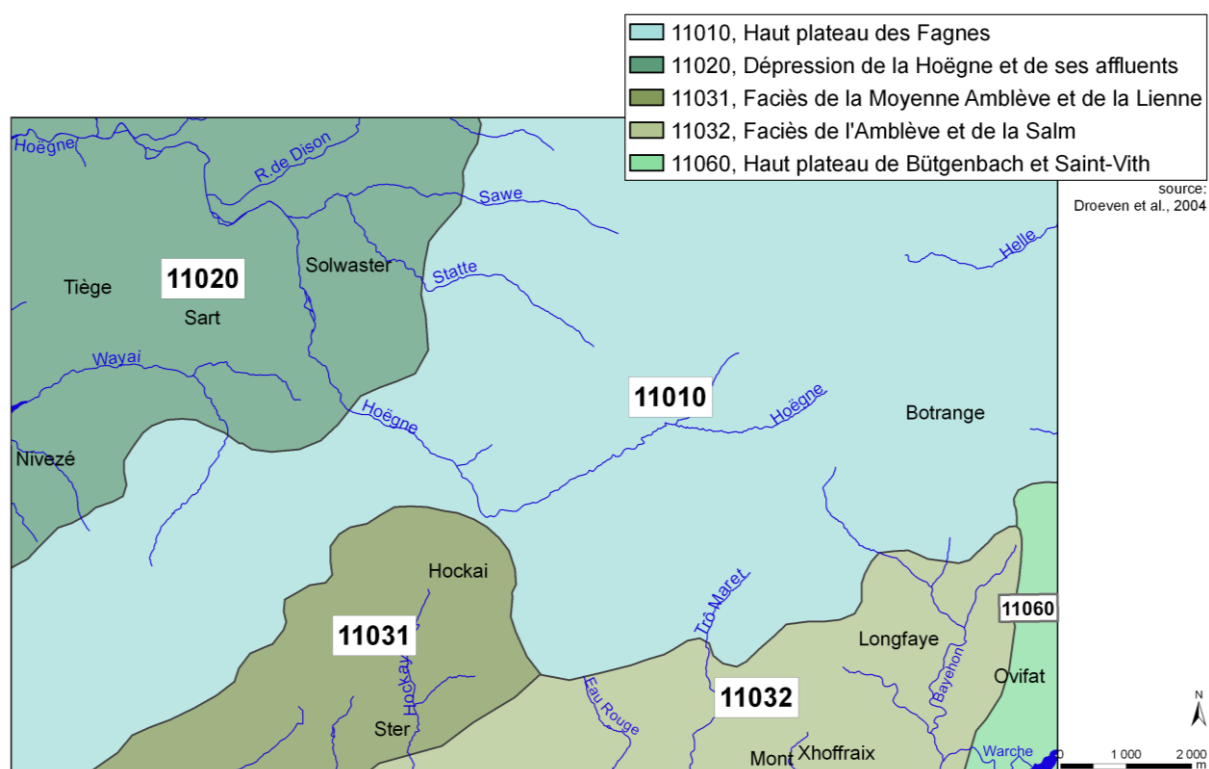 11010, Haut plateau des Fagnes
11020, Dépression de la Hoëgne et de ses affluents
11031, Faciès de la Moyenne Amblève et de la Lienne
11032, Faciès de l'Amblève et de la Salm
11060, Haut plateau de Bütgenbach et Saint-Vith
source:
Droeven et al., 2004
Hoëgne
R.de Dison
Sawe
Helle
Solwaster
Statte
Tiège
11020
Sart
Wayai
11010
Hoëgne
Hoëgne
Botrange
Nivezé
Hockai
Trô Maret
11060
11031
Longfaye
Hockay
Bayehon
Ovifat
Eau Rouge
11032
N
Ster
Mont
Xhoffraix
Warche
0 1 000 2 000
m